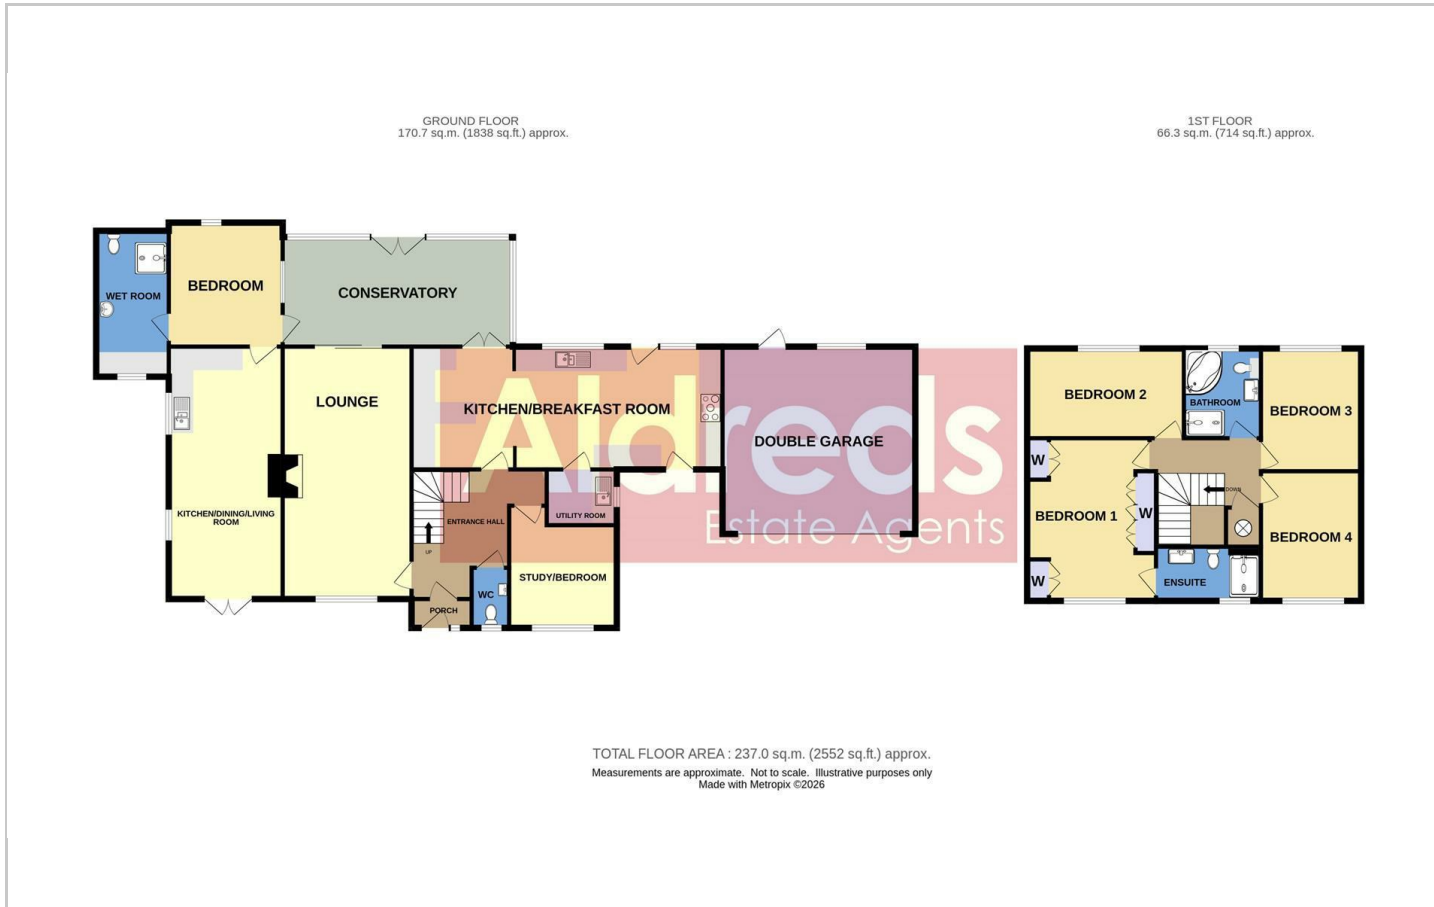 GROUND FLOOR
170.7 sq.m. (1838 sq.ft.) approx.
1ST FLOOR
66.3 sq.m. (714 sq.ft.) approx.
WET ROOM
BEDROOM
CONSERVATORY
LOUNGE
KITCHEN/BREAKFAST ROOM
DOUBLE GARAGE
KITCHEN/DINING/LIVING
ROOM
ENTRANCE HALL
UTILITY ROOM
UP
STUDY/BEDROOM
WC
PORCH
Aldreds
Estate Agents
BEDROOM 2
BATHROOM
BEDROOM 3
W
DOWN
BEDROOM 1
W
BEDROOM 4
W
ENSUITE
TOTAL FLOOR AREA : 237.0 sq.m. (2552 sq.ft.) approx.
Measurements are approximate. Not to scale. Illustrative purposes only
Made with Metropix ©2026